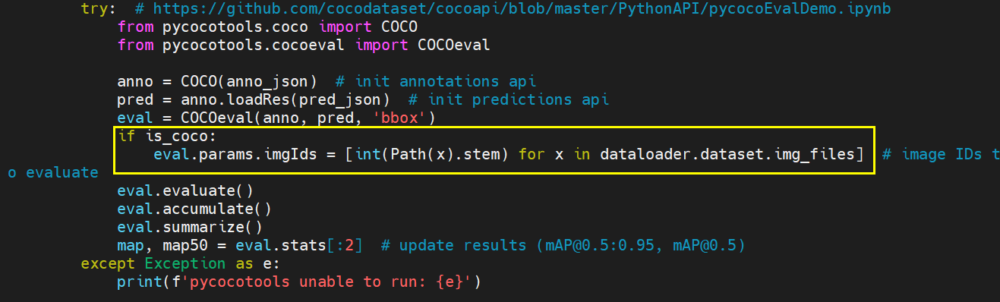 try:  # https://github.com/cocodataset/cocoapi/blob/master/PythonAPI/pycocoEvalDemo.ipynb
from pycocotools.coco import COCO
from pycocotools.cocoeval import COCOeval
anno = COCO(anno_json)  # init annotations api
pred = anno.loadRes(pred_json)  # init predictions api
eval = COCOeval(anno, pred, 'bbox')
if is_coco:
eval.params.imgIds = [int(Path(x).stem) for x in dataloader.dataset.img_files]  # image IDs t
o evaluate
eval.evaluate()
eval.accumulate()
eval.summarize()
map, map50 = eval.stats[:2]  # update results (mAP@0.5:0.95, mAP@0.5)
except Exception as e:
print(f'pycocotools unable to run: {e}')